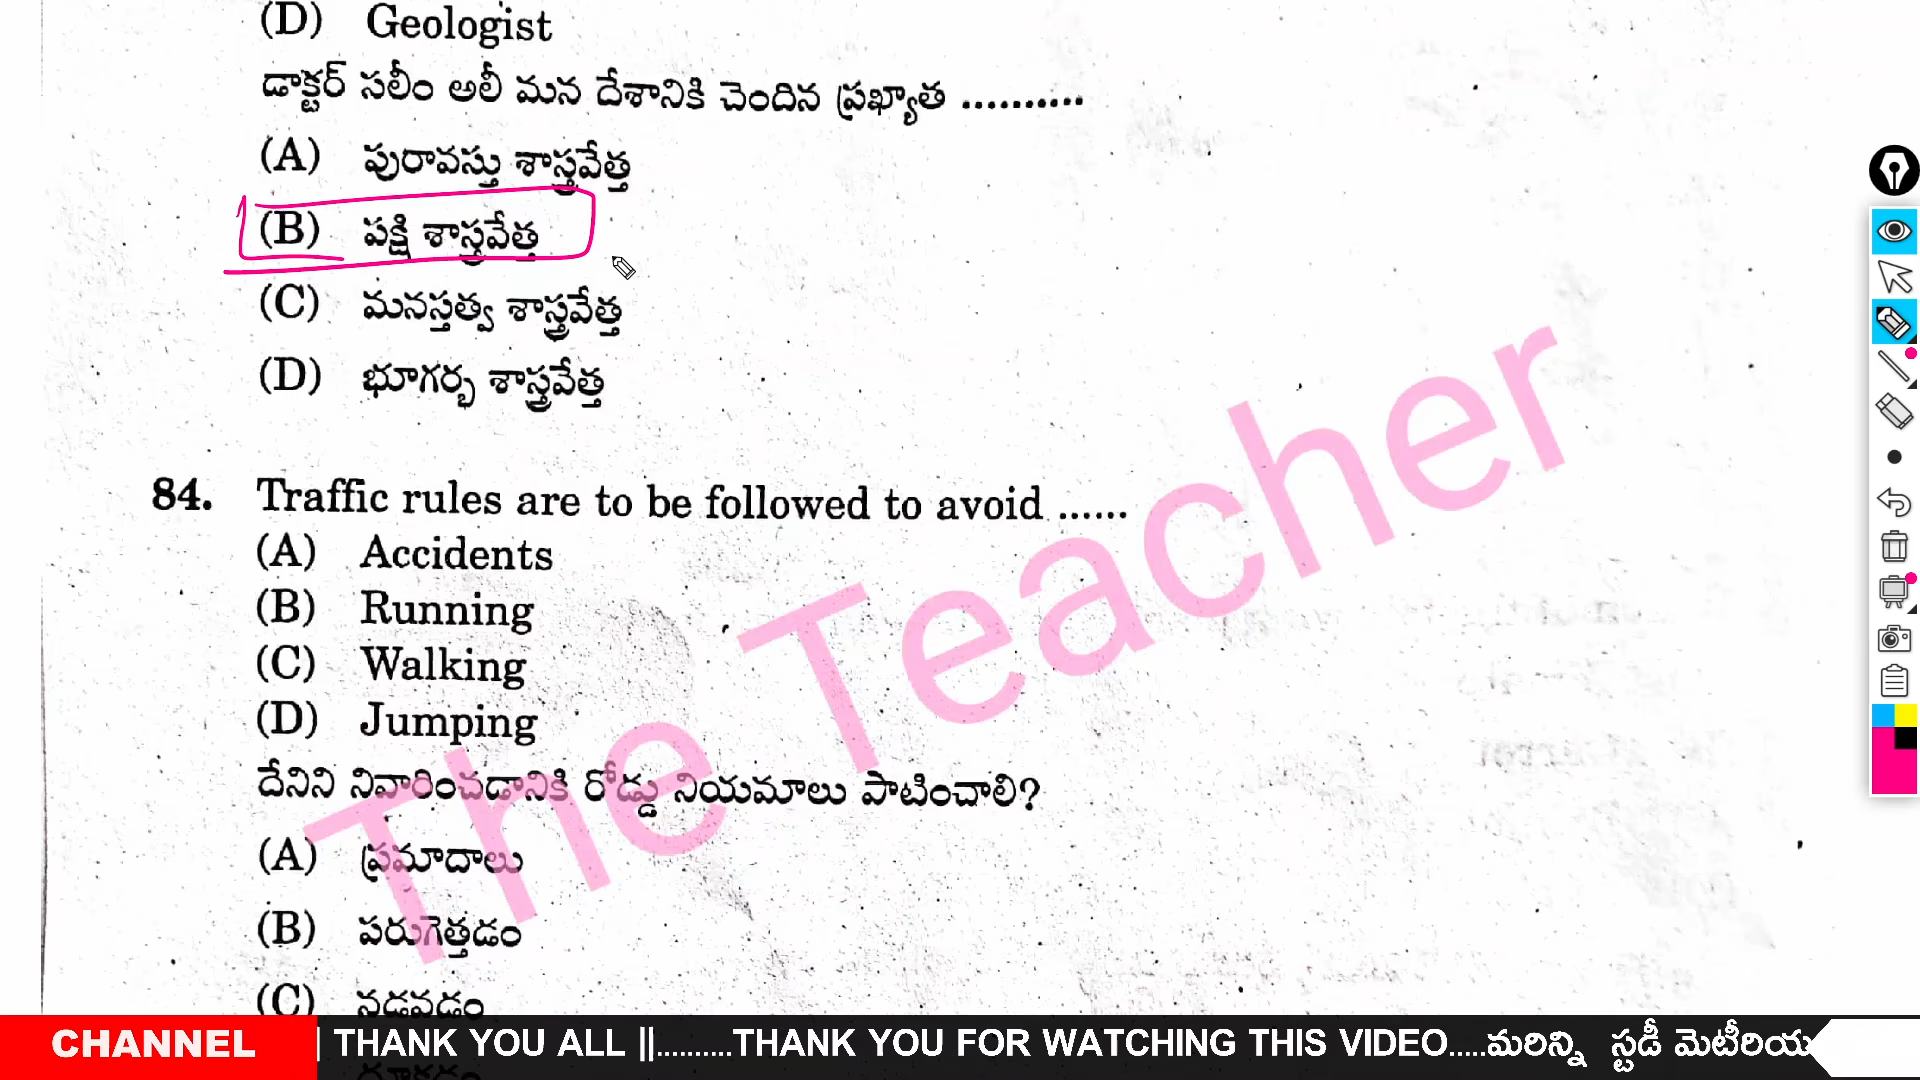 (D) Geologist
డాక్టర్ సలీం అలీ మన దేశానికి చెందిన ప్రఖ్యాత ..........
(A) పురావస్తు శాస్త్రవేత్త
(B) పక్షి శాస్త్రవేత్త
(C) మనస్తత్వ శాస్త్రవేత్త
(D) భూగర్భ శాస్త్రవేత్త
84. Traffic rules are to be followed to avoid ......
(A) Accidents
(B) Running
(C) Walking
(D) Jumping
దేనిని నివారించడానికి రోడ్డు నియమాలు పాటించాలి?
(A) ప్రమాదాలు
(B) పరుగెత్తడం
(C) నడవడం
The Teacher
CHANNEL
| THANK YOU ALL ||..........THANK YOU FOR WATCHING THIS VIDEO.....మరిన్ని స్టడీ మెటీరియ